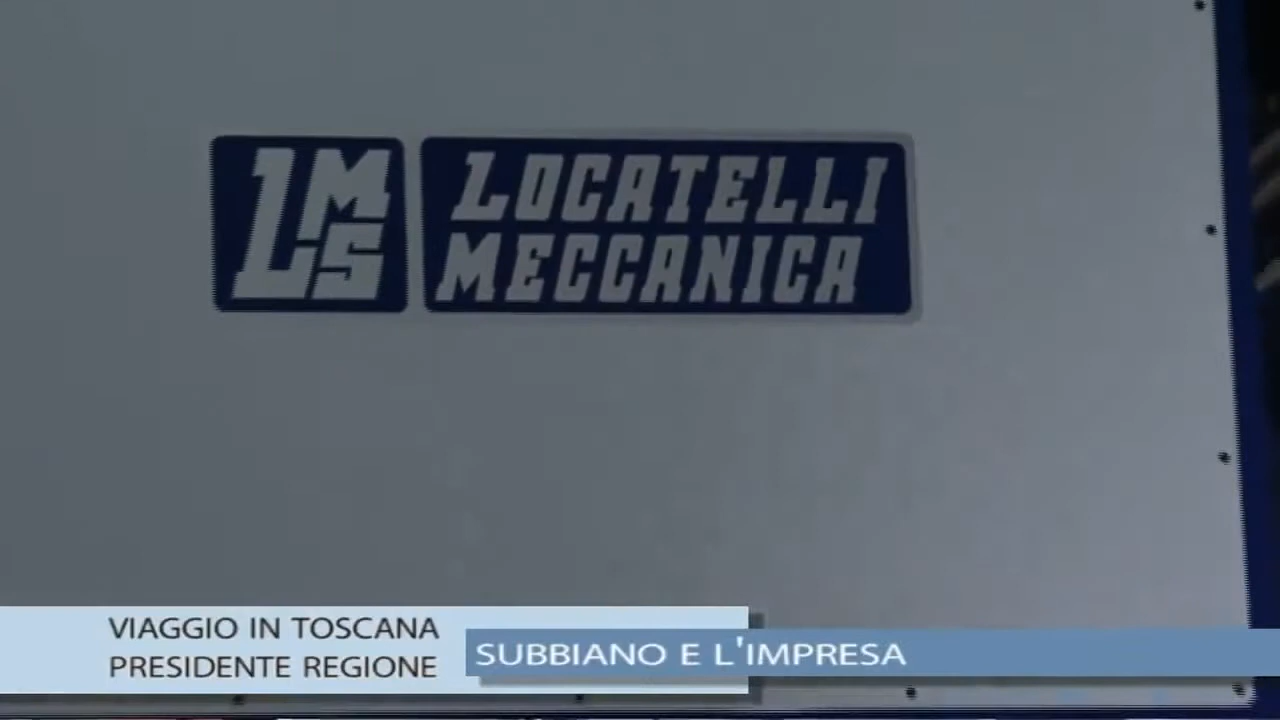 LMS
LOCATELLI
MECCANICA
VIAGGIO IN TOSCANA
PRESIDENTE REGIONE
SUBBIANO E L'IMPRESA